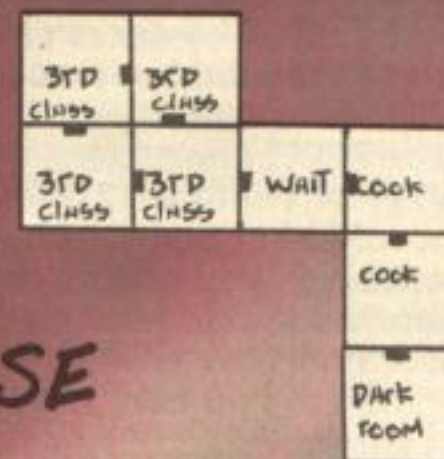 3rd 3rd
class class
3rd 3rd WAIT Cook
class class
cook
SE
DArk
room